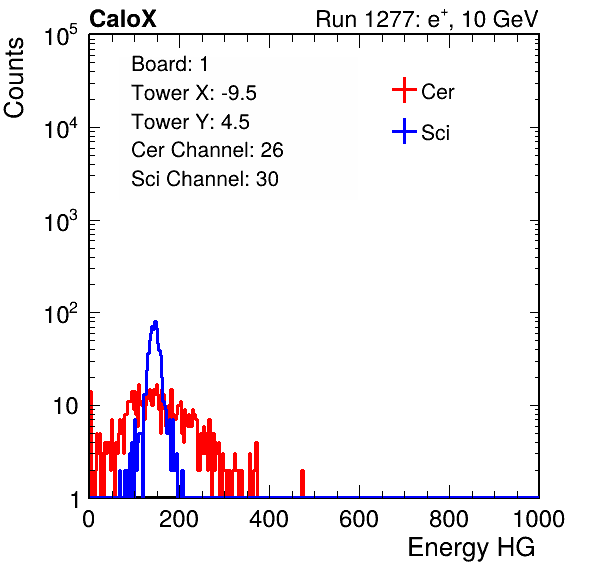 CaloX Run 1277: e⁺, 10 GeV
Counts
Board: 1
Tower X: -9.5
Tower Y: 4.5
Cer Channel: 26
Sci Channel: 30
Cer
Sci
10⁵
10⁴
10³
10²
10
1
0 200 400 600 800 1000
Energy HG